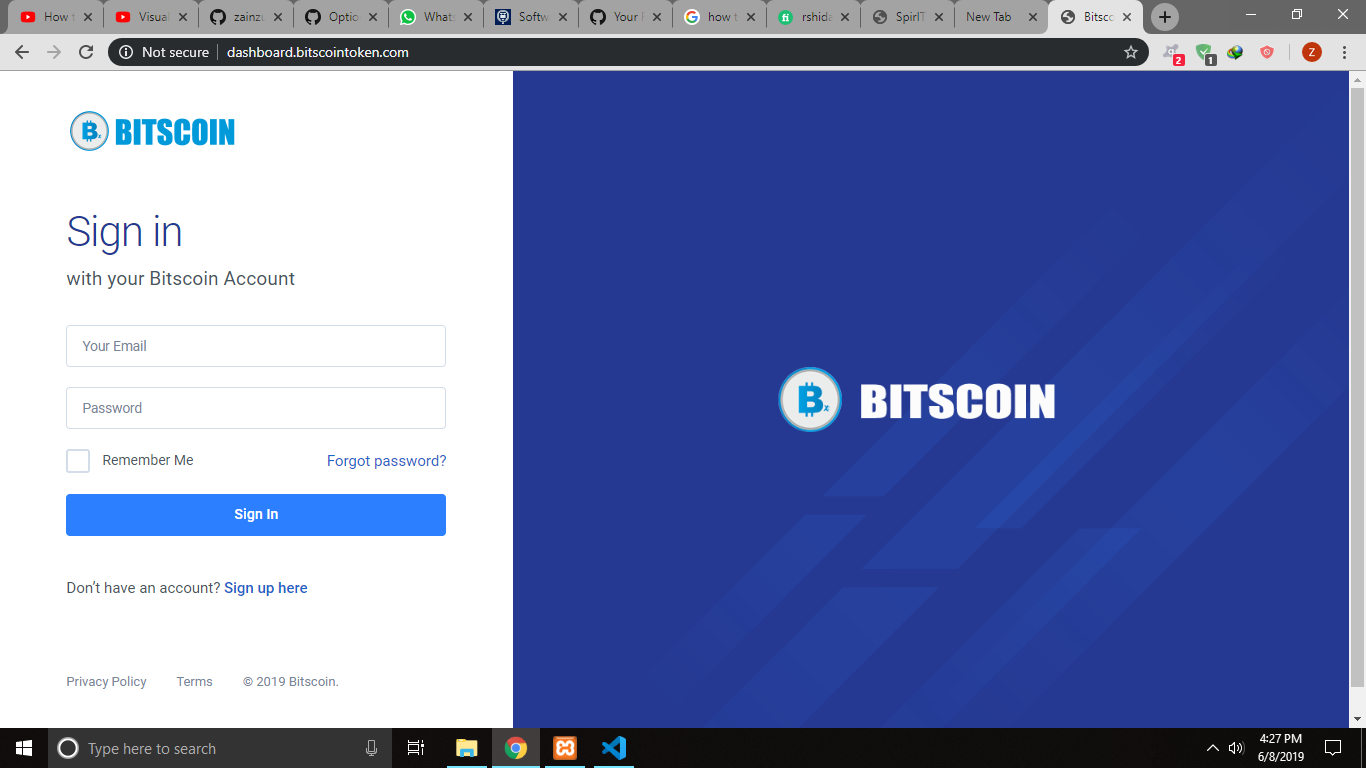 How t
Visual
zainzu
Optio
Whats
Softw
Your
how t
rshida
SpirIT
New Tab
Bitsco
Not secure
dashboard.bitscointoken.com
2
1
Z
BITSCOIN
Sign in
with your Bitscoin Account
Your Email
Password
Remember Me
Forgot password?
Sign In
Don't have an account? Sign up here
Privacy Policy
Terms
© 2019 Bitscoin.
BITSCOIN
Type here to search
4:27 PM
6/8/2019